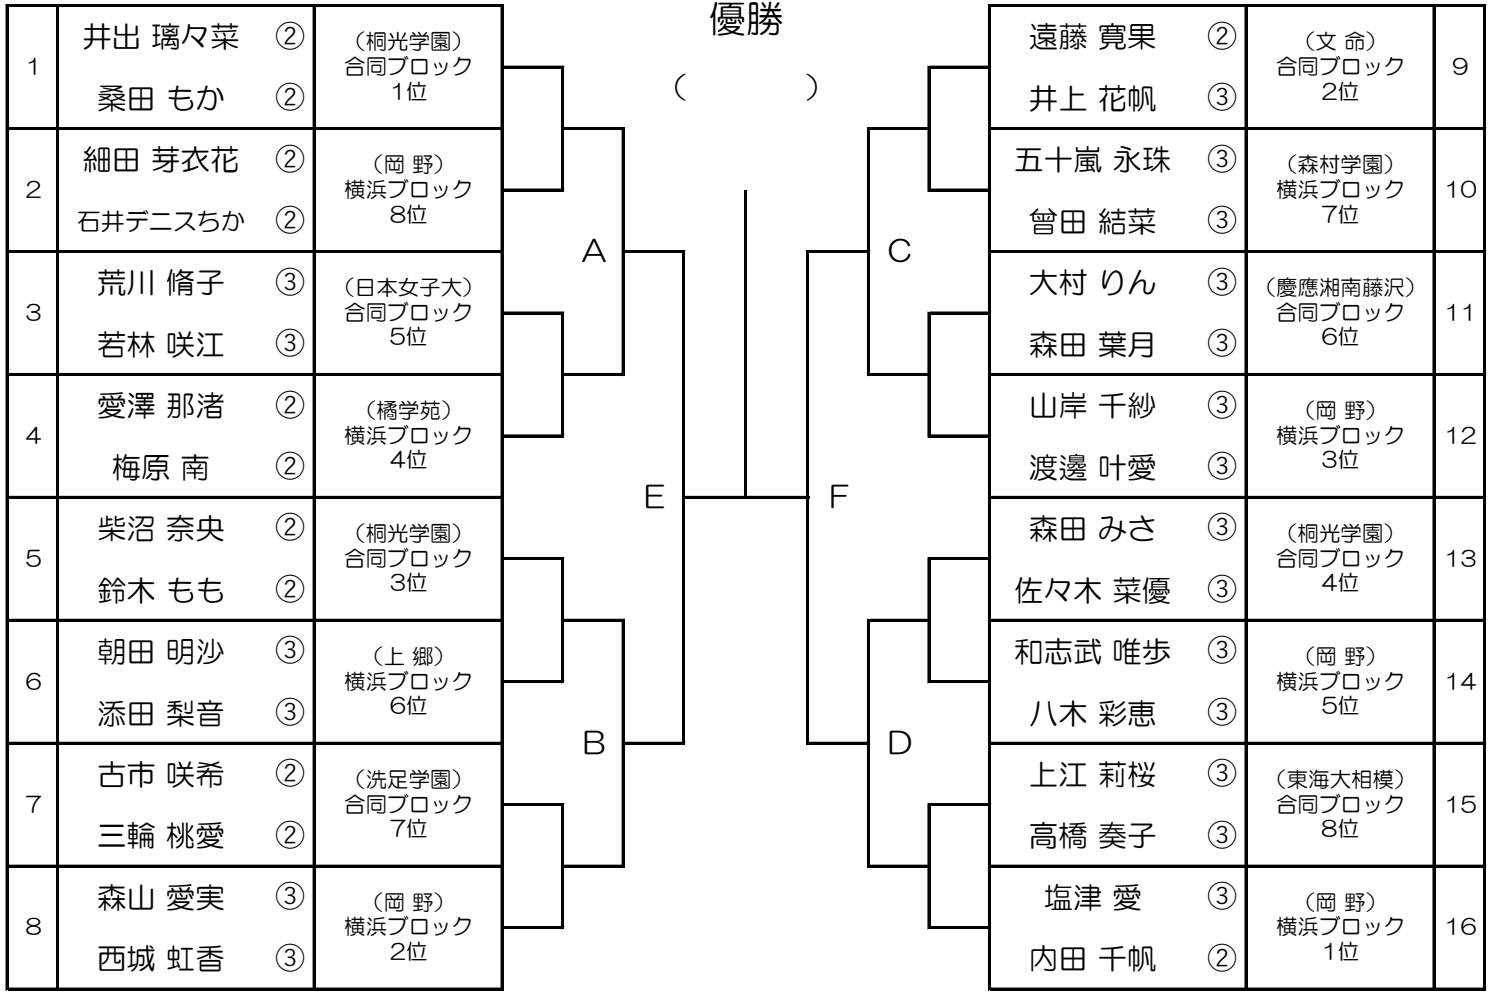 優勝
（　　　）
1
井出 璃々菜 ②
桑田 もか ②
（桐光学園）
合同ブロック
1位
2
細田 芽衣花 ②
石井デニスちか ②
（岡 野）
横浜ブロック
8位
3
荒川 脩子 ③
若林 咲江 ③
（日本女子大）
合同ブロック
5位
4
愛澤 那渚 ②
梅原 南 ②
（橘学苑）
横浜ブロック
4位
5
柴沼 奈央 ②
鈴木 もも ②
（桐光学園）
合同ブロック
3位
6
朝田 明沙 ③
添田 梨音 ③
（上 郷）
横浜ブロック
6位
7
古市 咲希 ②
三輪 桃愛 ②
（洗足学園）
合同ブロック
7位
8
森山 愛実 ③
西城 虹香 ③
（岡 野）
横浜ブロック
2位
A
B
E
F
C
D
遠藤 寛果 ②
井上 花帆 ③
（文 命）
合同ブロック
2位
9
五十嵐 永珠 ③
曾田 結菜 ③
（森村学園）
横浜ブロック
7位
10
大村 りん ③
森田 葉月 ③
（慶應湘南藤沢）
合同ブロック
6位
11
山岸 千紗 ③
渡邊 叶愛 ③
（岡 野）
横浜ブロック
3位
12
森田 みさ ③
佐々木 菜優 ③
（桐光学園）
合同ブロック
4位
13
和志武 唯歩 ③
八木 彩恵 ③
（岡 野）
横浜ブロック
5位
14
上江 莉桜 ③
高橋 奏子 ③
（東海大相模）
合同ブロック
8位
15
塩津 愛 ③
内田 千帆 ②
（岡 野）
横浜ブロック
1位
16